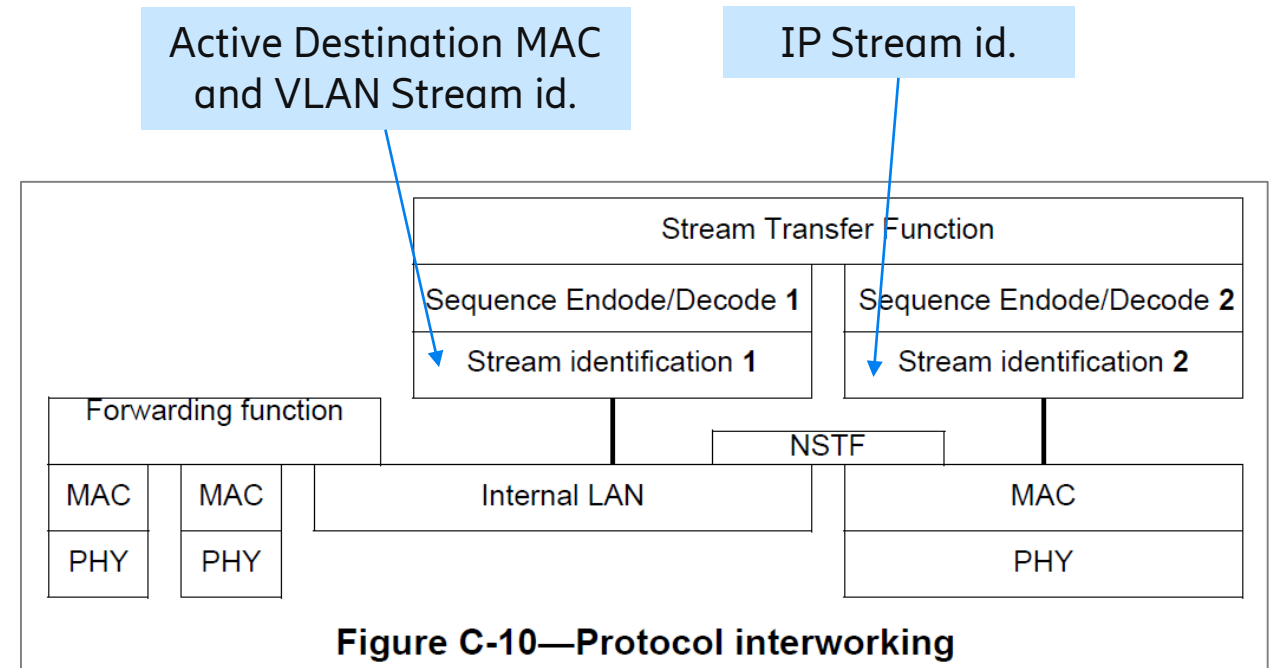 Active Destination MAC
and VLAN Stream id.
IP Stream id.
Stream Transfer Function
Sequence Endode/Decode 1
Sequence Endode/Decode 2
Stream identification 1
Stream identification 2
Forwarding function
NSTF
MAC
MAC
Internal LAN
MAC
PHY
PHY
PHY
Figure C-10—Protocol interworking